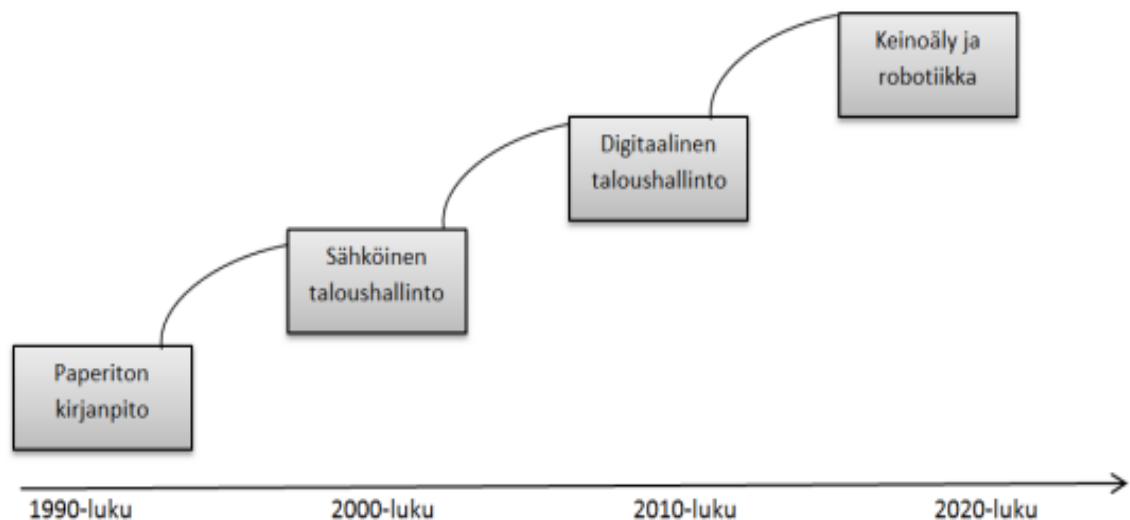 Keinoäly ja
robotiikka
Digitaalinen
taloushallinto
Sähköinen
taloushallinto
Paperiton
kirjanpito
1990-luku
2000-luku
2010-luku
2020-luku